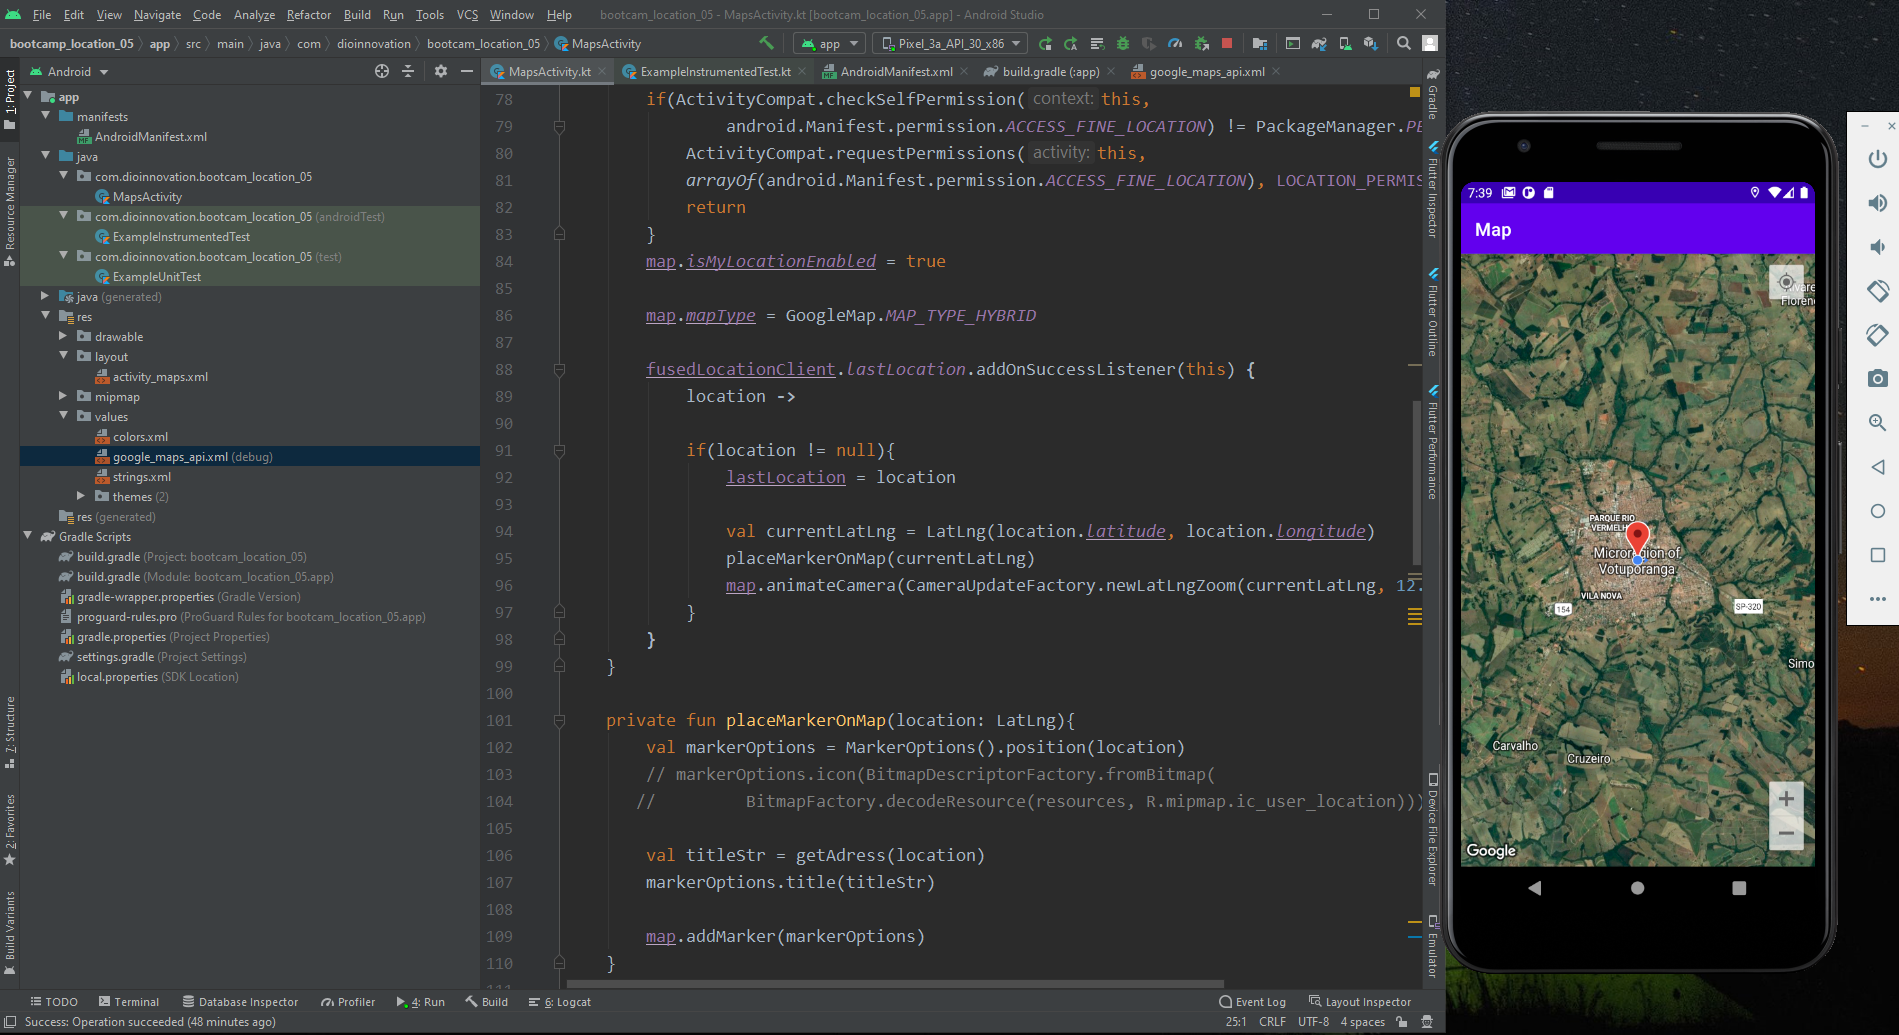 File Edit View Navigate Code Analyze Refactor Build Run Tools VCS Window Help bootcam_location_05 - MapsActivity.kt [bootcam_location_05.app] - Android Studio
bootcamp_location_05 app src main java com dioinnovation bootcam_location_05 MapsActivity app Pixel_3a_API_30_x86
Android
MapsActivity.kt ExampleInstrumentedTest.kt AndroidManifest.xml build.gradle (:app) google_maps_api.xml
1: Project
Resource Manager
7: Structure
2: Favorites
Build Variants
app
manifests
AndroidManifest.xml
java
com.dioinnovation.bootcam_location_05
MapsActivity
com.dioinnovation.bootcam_location_05 (androidTest)
ExampleInstrumentedTest
com.dioinnovation.bootcam_location_05 (test)
ExampleUnitTest
java (generated)
res
drawable
layout
activity_maps.xml
mipmap
values
colors.xml
google_maps_api.xml (debug)
strings.xml
themes (2)
res (generated)
Gradle Scripts
build.gradle (Project: bootcam_location_05)
build.gradle (Module: bootcam_location_05.app)
gradle-wrapper.properties (Gradle Version)
proguard-rules.pro (ProGuard Rules for bootcam_location_05.app)
gradle.properties (Project Properties)
settings.gradle (Project Settings)
local.properties (SDK Location)
78 if(ActivityCompat.checkSelfPermission( context: this,
79 android.Manifest.permission.ACCESS_FINE_LOCATION) != PackageManager.PE
80 ActivityCompat.requestPermissions( activity: this,
81 arrayOf(android.Manifest.permission.ACCESS_FINE_LOCATION), LOCATION_PERMIS
82 return
83 }
84 map.isMyLocationEnabled = true
85
86 map.mapType = GoogleMap.MAP_TYPE_HYBRID
87
88 fusedLocationClient.lastLocation.addOnSuccessListener(this) {
89 location ->
90
91 if(location != null){
92 lastLocation = location
93
94 val currentLatLng = LatLng(location.latitude, location.longitude)
95 placeMarkerOnMap(currentLatLng)
96 map.animateCamera(CameraUpdateFactory.newLatLngZoom(currentLatLng, 12.
97 }
98 }
99 }
100
101 private fun placeMarkerOnMap(location: LatLng){
102 val markerOptions = MarkerOptions().position(location)
103 // markerOptions.icon(BitmapDescriptorFactory.fromBitmap(
104 // BitmapFactory.decodeResource(resources, R.mipmap.ic_user_location)))
105
106 val titleStr = getAdress(location)
107 markerOptions.title(titleStr)
108
109 map.addMarker(markerOptions)
110 }
Gradle
Flutter Inspector
Flutter Outline
Flutter Performance
Device File Explorer
Emulator
TODO Terminal Database Inspector Profiler 4: Run Build 6: Logcat Event Log Layout Inspector
Success: Operation succeeded (48 minutes ago) 25:1 CRLF UTF-8 4 spaces
7:39
Map
Florenc
PARQUE RIO
VERMELH
Microregion of
Votuporanga
VILA NOVA
154
SP-320
Simo
Carvalho
Cruzeiro
+
−
Google